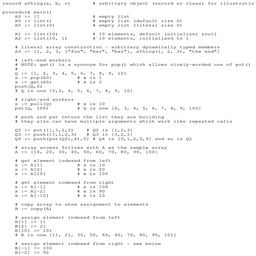 record aThing(a, b, c)    # arbitrary object (record or class) for illustration
procedure main()
A0 := []    # empty list
A0 := list()    # empty list (default size 0)
A0 := list(0)    # empty list (literal size 0)
A1 := list(10)    # 10 elements, default initializer &null
A2 := list(10, 1)    # 10 elements, initialized to 1
# literal array construction - arbitrary dynamically typed members
A3 := [1, 2, 3, ["foo", "bar", "baz"], aThing(1, 2, 3), "the end"]
# left-end workers
# NOTE: get() is a synonym for pop() which allows nicely-worded use of put() and get()
#
Q := [1, 2, 3, 4, 5, 6, 7, 8, 9, 10]
x := pop(A0)    # x is 1
x := get(A0)    # x is 2
push(Q,0)
# Q is now [0,3, 4, 5, 6, 7, 8, 9, 10]
# right-end workers
x := pull(Q)    # x is 10
put(Q, 100)    # Q is now [0, 3, 4, 5, 6, 7, 8, 9, 100]
# push and put return the list they are building
# they also can have multiple arguments which work like repeated calls
Q2 := put([],1,2,3)    # Q2 is [1,2,3]
Q3 := push([],1,2,3)    # Q3 is [3,2,1]
Q4 := push(put(Q2),4),0]    # Q4 is [0,1,2,3,4] and so is Q2
# array access follows with A as the sample array
A := [10, 20, 30, 40, 50, 60, 70, 80, 90, 100]
# get element indexed from left
x := A[1]    # x is 10
x := A[2]    # x is 20
x := A[10]    # x is 100
# get element indexed from right
x := A[-1]    # x is 100
x := A[-2]    # x is 90
x := A[-10]    # x is 10
# copy array to show assignment to elements
B := copy(A)
# assign element indexed from left
B[1] := 11
B[2] := 21
B[10] := 101
# B is now [11, 21, 30, 50, 60, 60, 70, 80, 90, 101]
# assign element indexed from right - see below
B[-1] := 102
B[-2] := 92